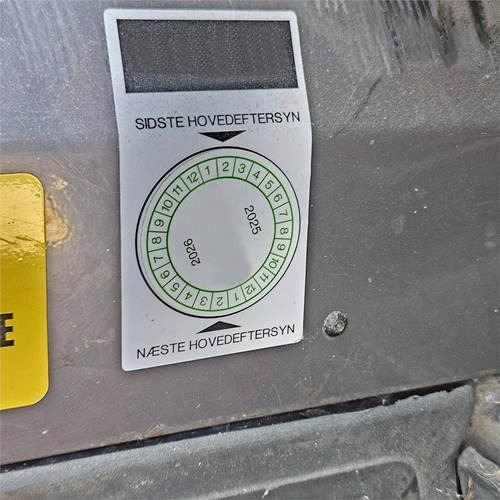 SIDSTE HOVEDEFTERSYN
1 2 3 4 5 6 7 8 9 10 11 12 1 2 3 4 5 6 7 8 9 10 11 12
2025
2026
NÆSTE HOVEDEFTERSYN
E